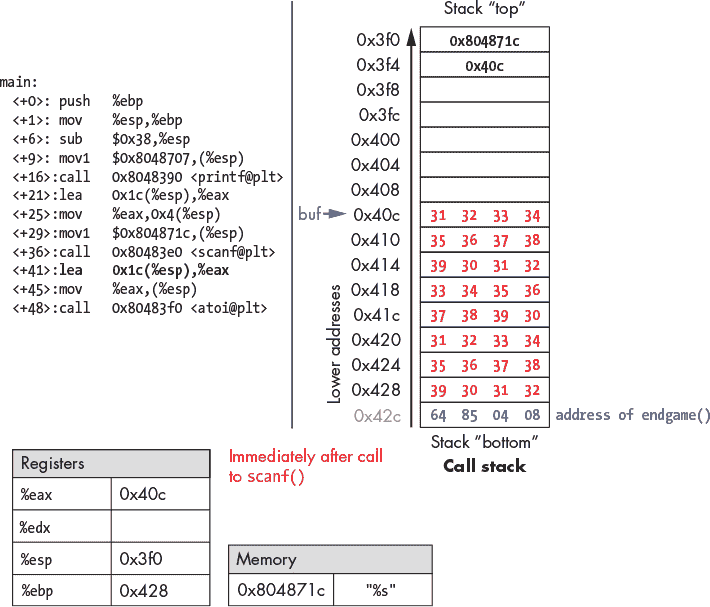 Stack “top”
0x3f0 0x804871c
0x3f4 0x40c
0x3f8
0x3fc
0x400
0x404
0x408
buf 0x40c 31 32 33 34
0x410 35 36 37 38
0x414 39 30 31 32
0x418 33 34 35 36
0x41c 37 38 39 30
0x420 31 32 33 34
0x424 35 36 37 38
0x428 39 30 31 32
0x42c 64 85 04 08 address of endgame()
Lower addresses
Stack “bottom”
Call stack
main:
<+0>: push %ebp
<+1>: mov %esp,%ebp
<+6>: sub $0x38,%esp
<+9>: mov1 $0x8048707,(%esp)
<+16>:call 0x8048390 <printf@plt>
<+21>:lea 0x1c(%esp),%eax
<+25>:mov %eax,0x4(%esp)
<+29>:mov1 $0x804871c,(%esp)
<+36>:call 0x80483e0 <scanf@plt>
<+41>:lea 0x1c(%esp),%eax
<+45>:mov %eax,(%esp)
<+48>:call 0x80483f0 <atoi@plt>
Immediately after call
to scanf()
Registers
%eax 0x40c
%edx
%esp 0x3f0
%ebp 0x428
Memory
0x804871c "%s"